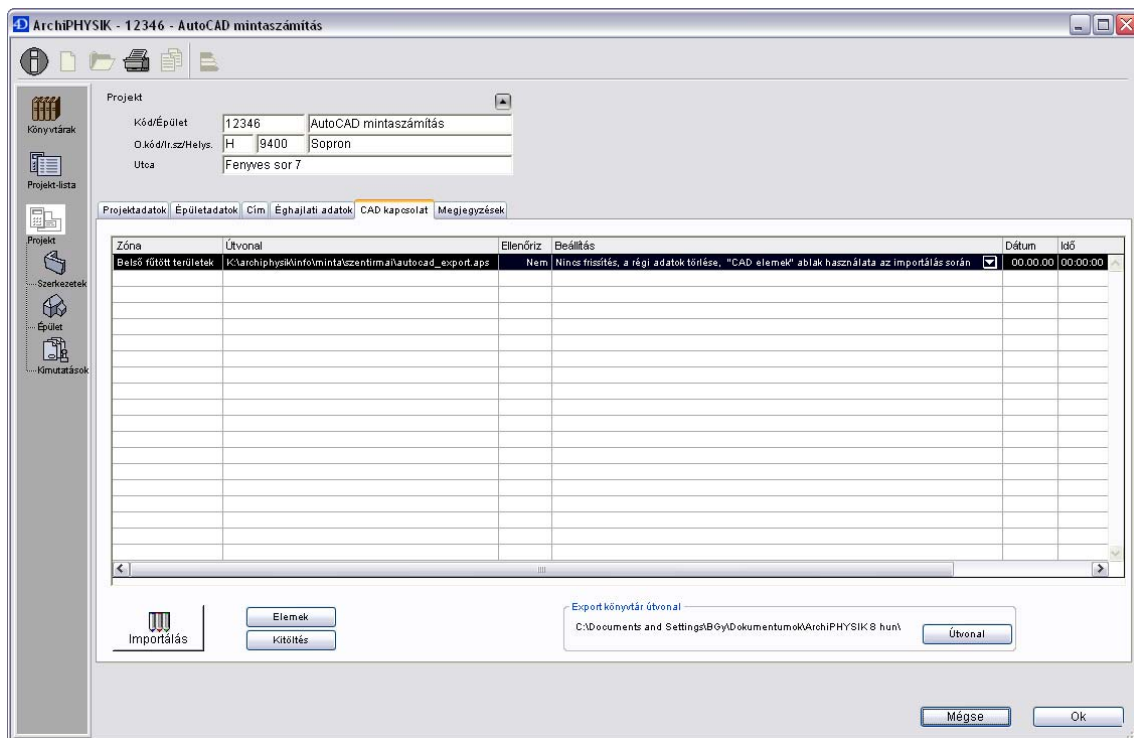 ArchiPHYSIK - 12346 - AutoCAD mintaszámítás
Könyvtárak
Projekt-lista
Projekt
Szerkezetek
Épület
Kimutatások
Projekt
Kód/Épület 12346 AutoCAD mintaszámítás
O.kód/Ir.sz/Helys. H 9400 Sopron
Utca Fenyves sor 7
Projektadatok Épületadatok Cím Éghajlati adatok CAD kapcsolat Megjegyzések
Zóna Útvonal Ellenőriz Beállítás Dátum Idő
Belső fűtött területek K:\archiphysik\info\minta\szentirmai\autocad_export.aps Nem Nincs frissítés, a régi adatok törlése, "CAD elemek" ablak használata az importálás során 00.00.00 00:00:00
Importálás
Elemek
Kitöltés
Export könyvtár útvonal
C:\Documents and Settings\BGy\Dokumentumok\ArchiPHYSIK 8 hun\
Útvonal
Mégse Ok